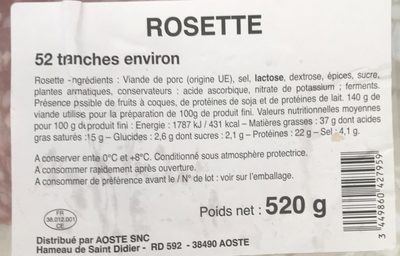 ROSETTE
52 tranches environ
Rosette - ngrédients : Viande de porc (origine UE), sel, lactose, dextrose, épices, sucre,
plantes armatiques, conservateurs : acide ascorbique, nitrate de potassium ; ferments.
Présence pssible de fruits à coques, de protéines de soja et de protéines de lait. 140 g de
viande utilisée pour la préparation de 100g de produit fini. Valeurs nutritionnelles moyennes
pour 100 g di produit fini : Energie : 1787 kJ / 431 kcal – Matières grasses : 37 g dont acides
gras saturés :15 g – Glucides : 2,6 g dont sucres : 2,1 g – Protéines : 22 g – Sel : 4,1 g.
A conserver ente 0°C et +8°C. Conditionné sous atmosphère protectrice.
A consommer rapidement après ouverture.
A consommer de préférence avant le / N° de lot : voir sur l'emballage.
3 449860 427959
FR
38.012.001
CE
Poids net : 520 g
Distribué par AOSTE SNC
Hameau de Saint Didier - RD 592 - 38490 AOSTE